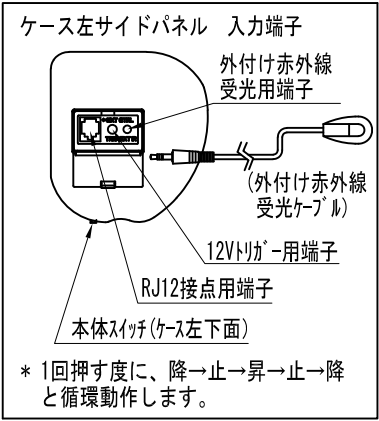 ケース左サイドパネル 入力端子
外付け赤外線
受光用端子
*EXT CTRL
(外付け赤外線
受光ケーブル)
12Vトリガー用端子
RJ12接点用端子
本体スイッチ(ケース左下面)
* 1回押す度に、降→止→昇→止→降
と循環動作します。